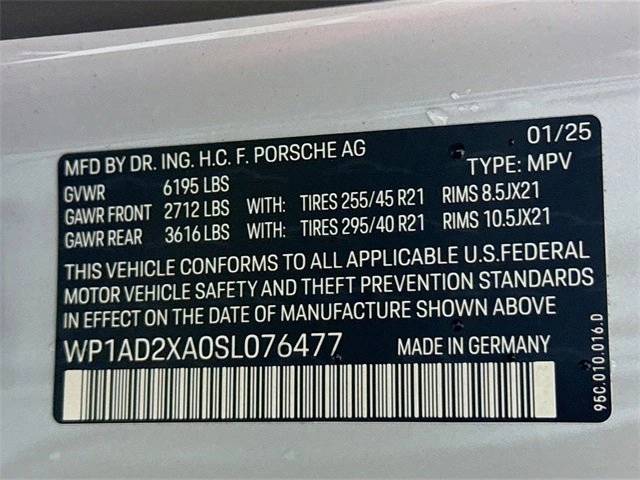 01/25
MFD BY DR. ING. H.C. F. PORSCHE AG TYPE: MPV
GVWR 6195 LBS
GAWR FRONT 2712 LBS WITH: TIRES 255/45 R21 RIMS 8.5JX21
GAWR REAR 3616 LBS WITH: TIRES 295/40 R21 RIMS 10.5JX21
THIS VEHICLE CONFORMS TO ALL APPLICABLE U.S.FEDERAL
MOTOR VEHICLE SAFETY AND THEFT PREVENTION STANDARDS
IN EFFECT ON THE DATE OF MANUFACTURE SHOWN ABOVE
WP1AD2XA0SL076477 MADE IN GERMANY
95C.010.016.D